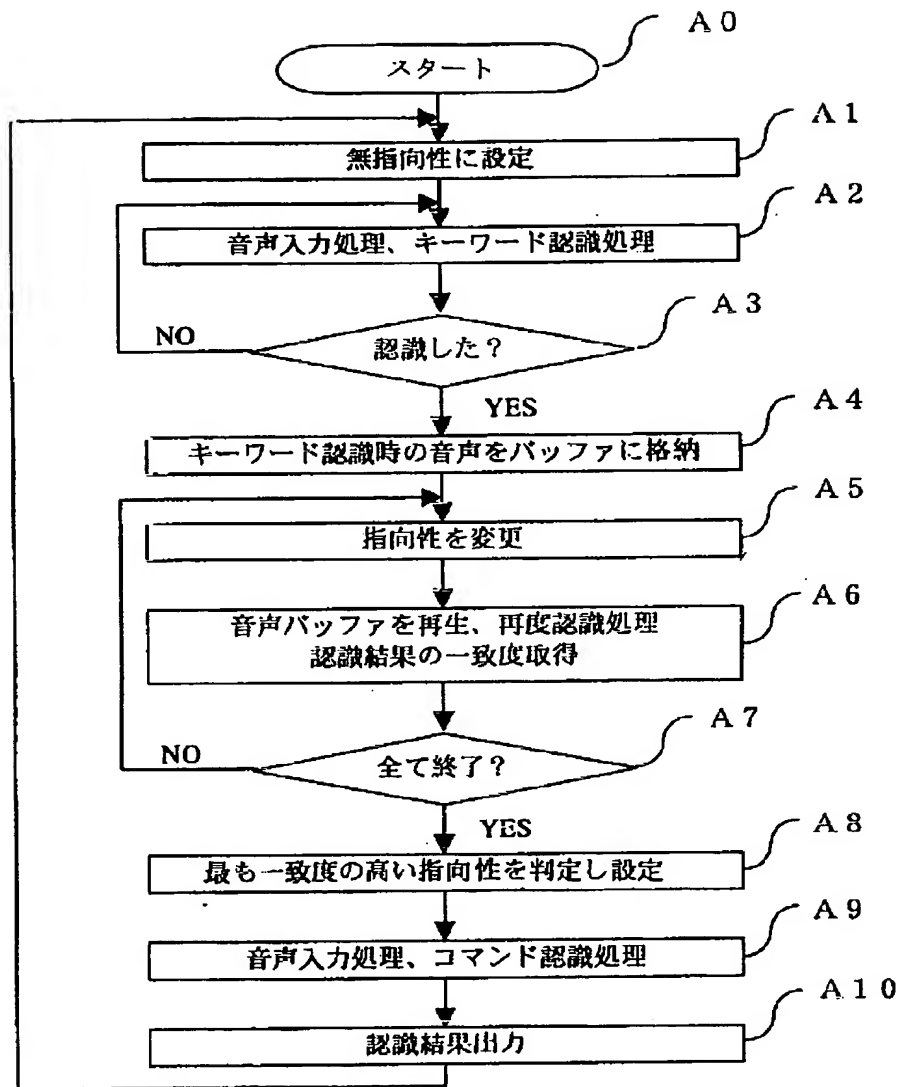 A0
スタート
A1
無指向性に設定
A2
音声入力処理、キーワード認識処理
A3
認識した？
NO
YES
A4
キーワード認識時の音声をバッファに格納
A5
指向性を変更
A6
音声バッファを再生、再度認識処理
認識結果の一致度取得
A7
全て終了？
NO
YES
A8
最も一致度の高い指向性を判定し設定
A9
音声入力処理、コマンド認識処理
A10
認識結果出力